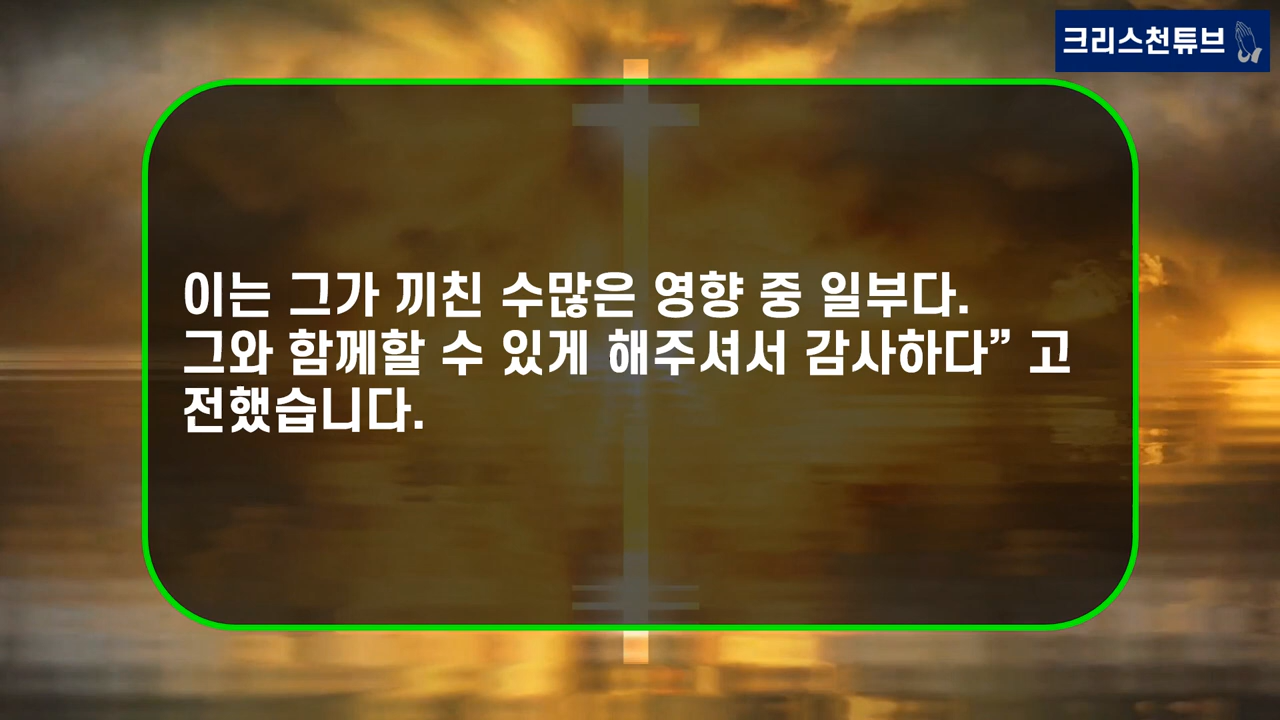 크리스천튜브
이는 그가 끼친 수많은 영향 중 일부다.
그와 함께할 수 있게 해주셔서 감사하다” 고
전했습니다.